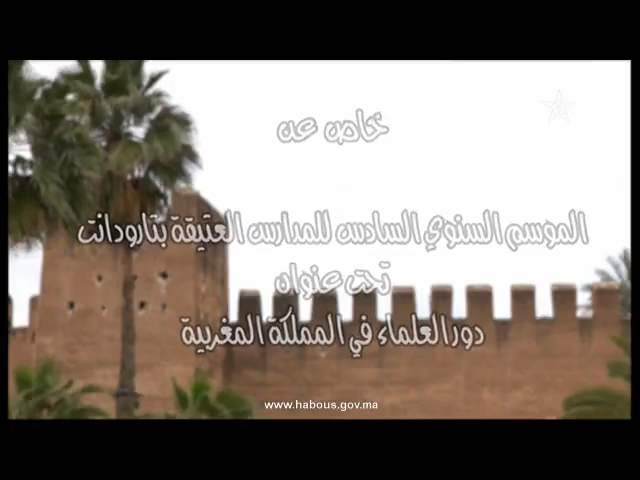 خاص عن
الموسم السنوي السادس للمدارس العتيقة بتارودانت
تحت عنوان
دور العلماء في المملكة المغربية
www.habous.gov.ma